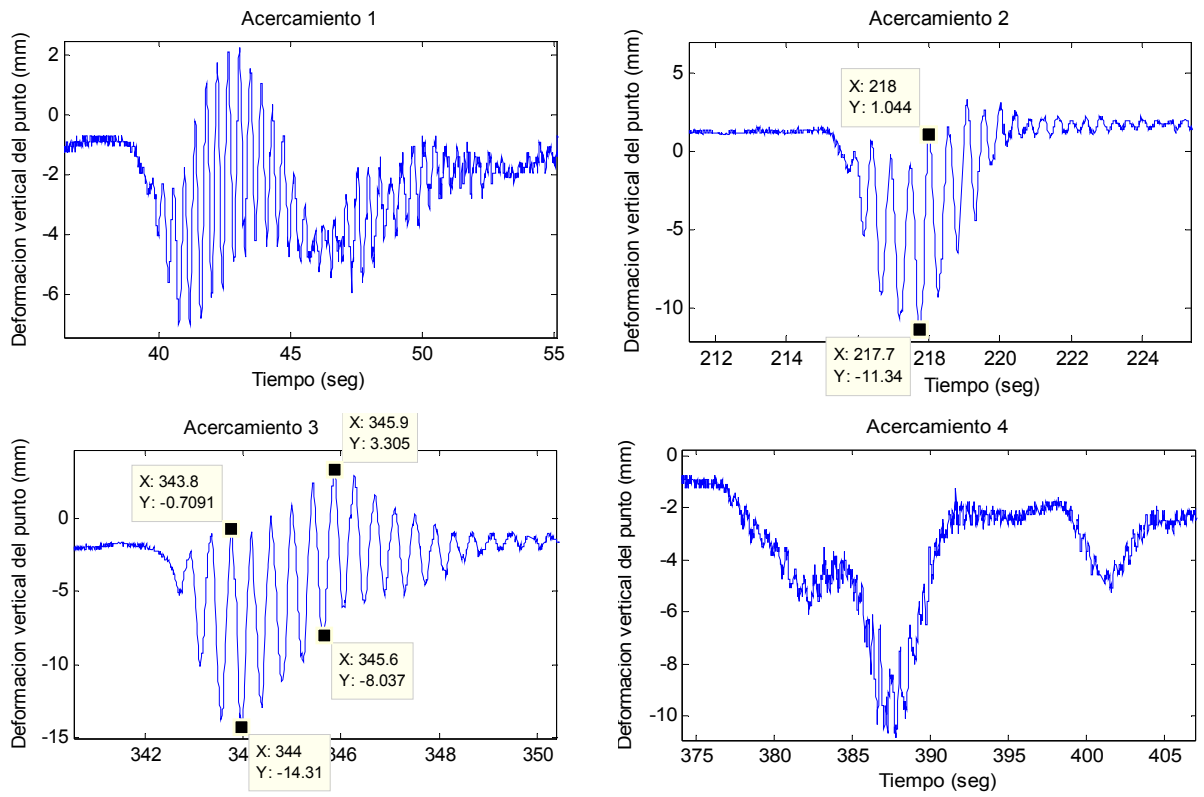 Acercamiento 1
Deformacion vertical del punto (mm)
2
0
-2
-4
-6
40
45
50
55
Tiempo (seg)
Acercamiento 2
Deformacion vertical del punto (mm)
5
0
-5
-10
X: 218
Y: 1.044
X: 217.7
Y: -11.34
212
214
218
220
222
224
Tiempo (seg)
Acercamiento 3
Deformacion vertical del punto (mm)
0
-5
-10
-15
X: 343.8
Y: -0.7091
X: 345.9
Y: 3.305
X: 345.6
Y: -8.037
X: 344
Y: -14.31
342
346
348
350
Acercamiento 4
Deformacion vertical del punto (mm)
0
-2
-4
-6
-8
-10
375
380
385
390
395
400
405
Tiempo (seg)